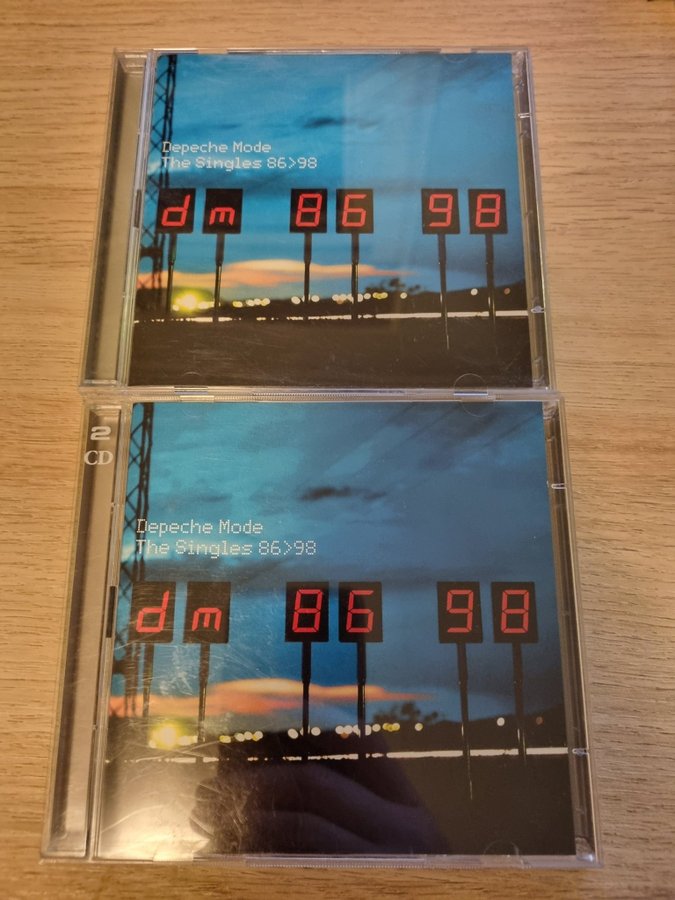 Depeche Mode
The Singles 86>98
dm 86 98
2
CD
Depeche Mode
The Singles 86>98
dm 86 98